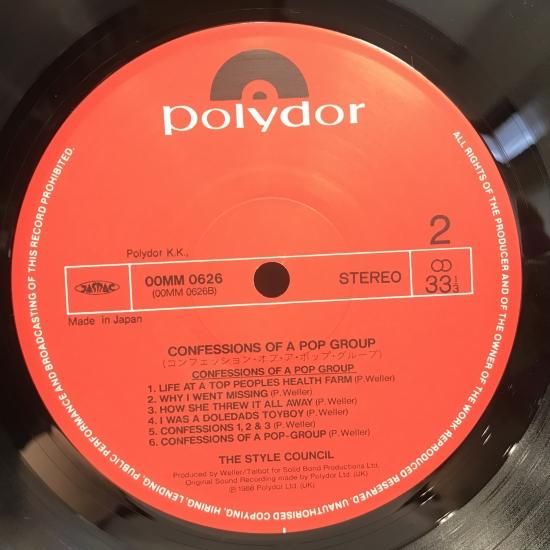 polydor
2
Polydor K.K.,
JASRAC
00MM 0626
(00MM 0626B)
STEREO
33 1/3
Made in Japan
CONFESSIONS OF A POP GROUP
(コンフェッション・オブ・ア・ポップ・グループ)
CONFESSIONS OF A POP GROUP
1. LIFE AT A TOP PEOPLES HEALTH FARM (P.Weller)
2. WHY I WENT MISSING (P.Weller)
3. HOW SHE THREW IT ALL AWAY (P.Weller)
4. I WAS A DOLEDADS TOYBOY (P.Weller)
5. CONFESSIONS 1, 2 & 3 (P.Weller)
6. CONFESSIONS OF A POP-GROUP (P.Weller)
THE STYLE COUNCIL
Produced by Weller/Talbot for Solid Bond Productions Ltd.
Original Sound Recording made by Polydor Ltd. (UK)
℗ 1988 Polydor Ltd. (UK)
ALL RIGHTS OF THE PRODUCER AND OF THE OWNER OF THE WORK REPRODUCED RESERVED. UNAUTHORISED COPYING, HIRING, LENDING, PUBLIC PERFORMANCE AND BROADCASTING OF THIS RECORD PROHIBITED.